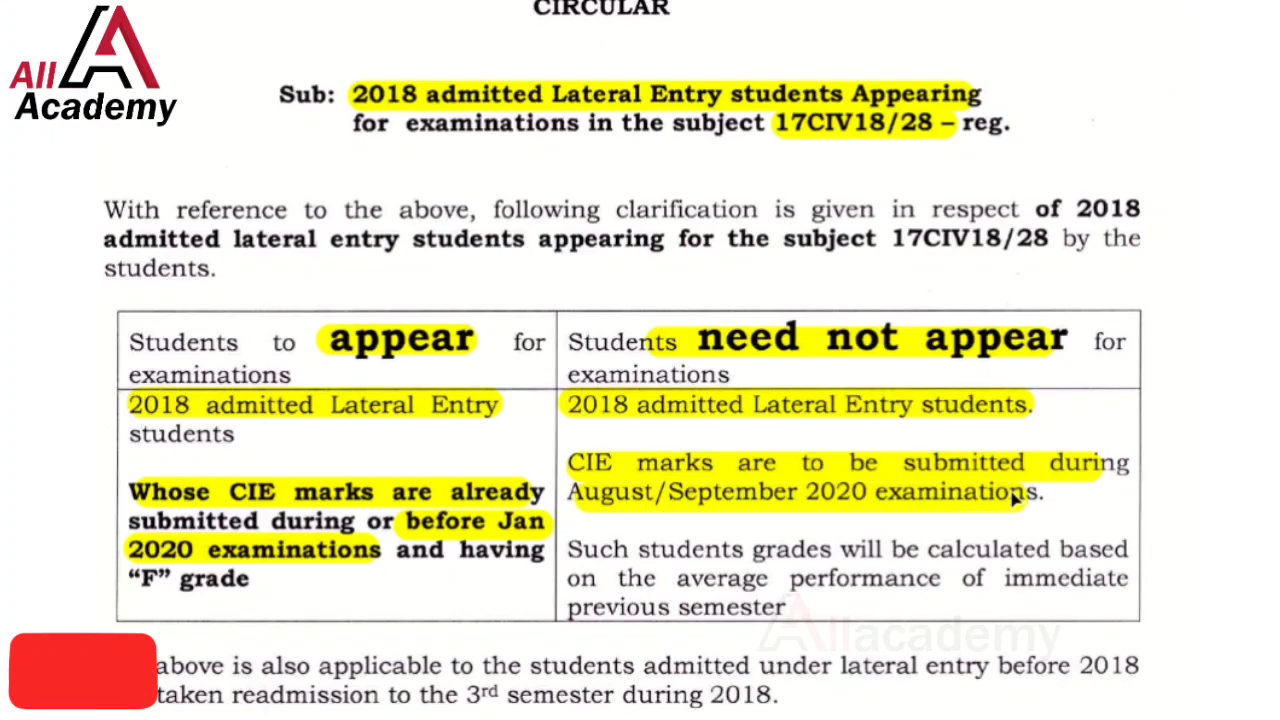 CIRCULAR
All
Academy
Sub: 2018 admitted Lateral Entry students Appearing
for examinations in the subject 17CIV18/28 – reg.
With reference to the above, following clarification is given in respect of 2018
admitted lateral entry students appearing for the subject 17CIV18/28 by the
students.
Students to appear for
examinations
Students need not appear for
examinations
2018 admitted Lateral Entry
students
Whose CIE marks are already
submitted during or before Jan
2020 examinations and having
“F” grade
2018 admitted Lateral Entry students.
CIE marks are to be submitted during
August/September 2020 examinations.
Such students grades will be calculated based
on the average performance of immediate
previous semester
Allacademy
above is also applicable to the students admitted under lateral entry before 2018
taken readmission to the 3rd semester during 2018.